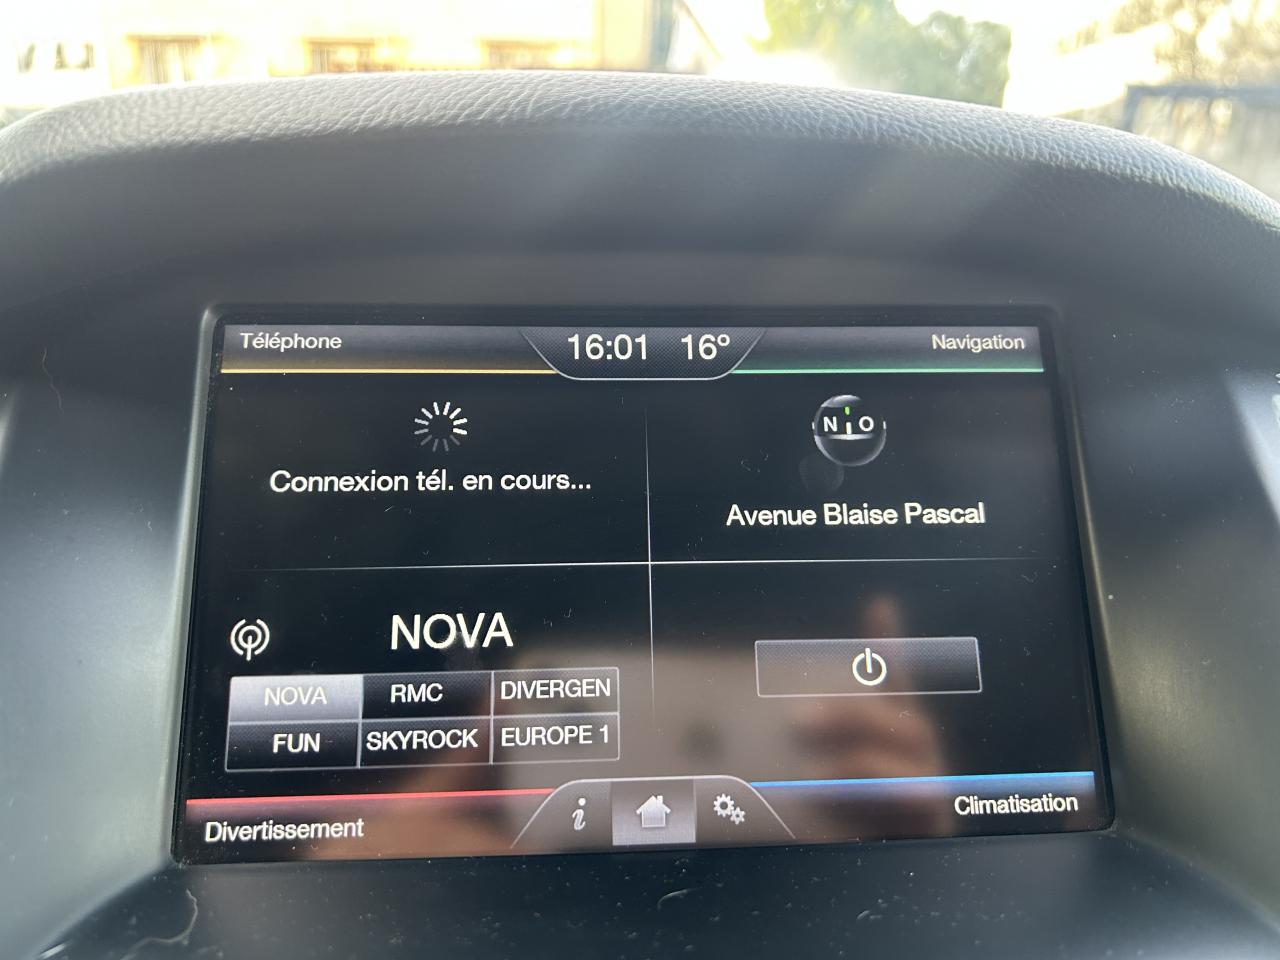 Téléphone
16:01 16°
Navigation
Connexion tél. en cours...
N O
Avenue Blaise Pascal
NOVA
NOVA RMC DIVERGEN
FUN SKYROCK EUROPE 1
Divertissement
i
Climatisation